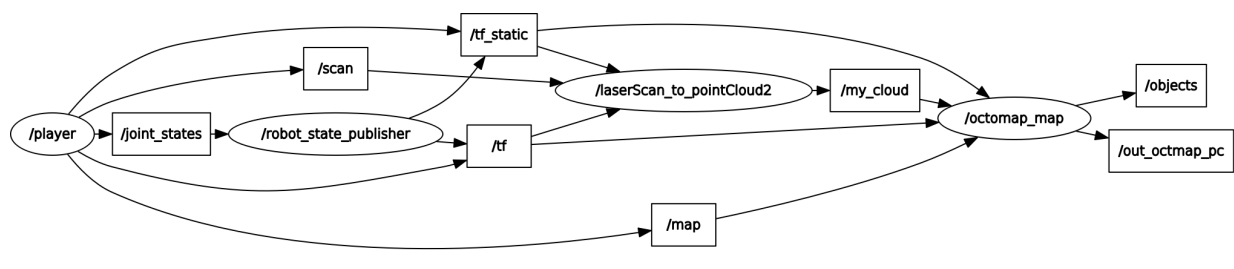 /tf_static
/scan
/laserScan_to_pointCloud2
/my_cloud
/objects
/octomap_map
/player
/joint_states
/robot_state_publisher
/tf
/out_octmap_pc
/map